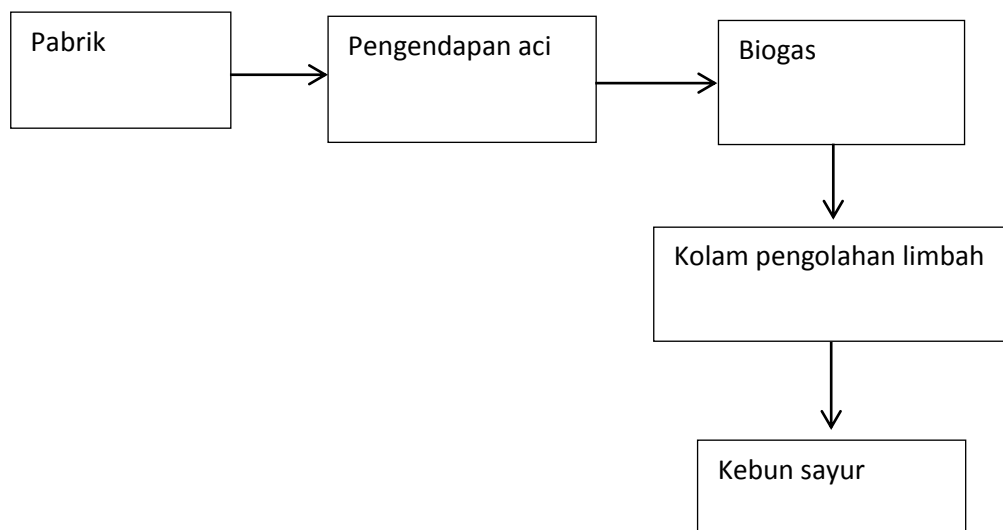 Pabrik
Pengendapan aci
Biogas
Kolam pengolahan limbah
Kebun sayur